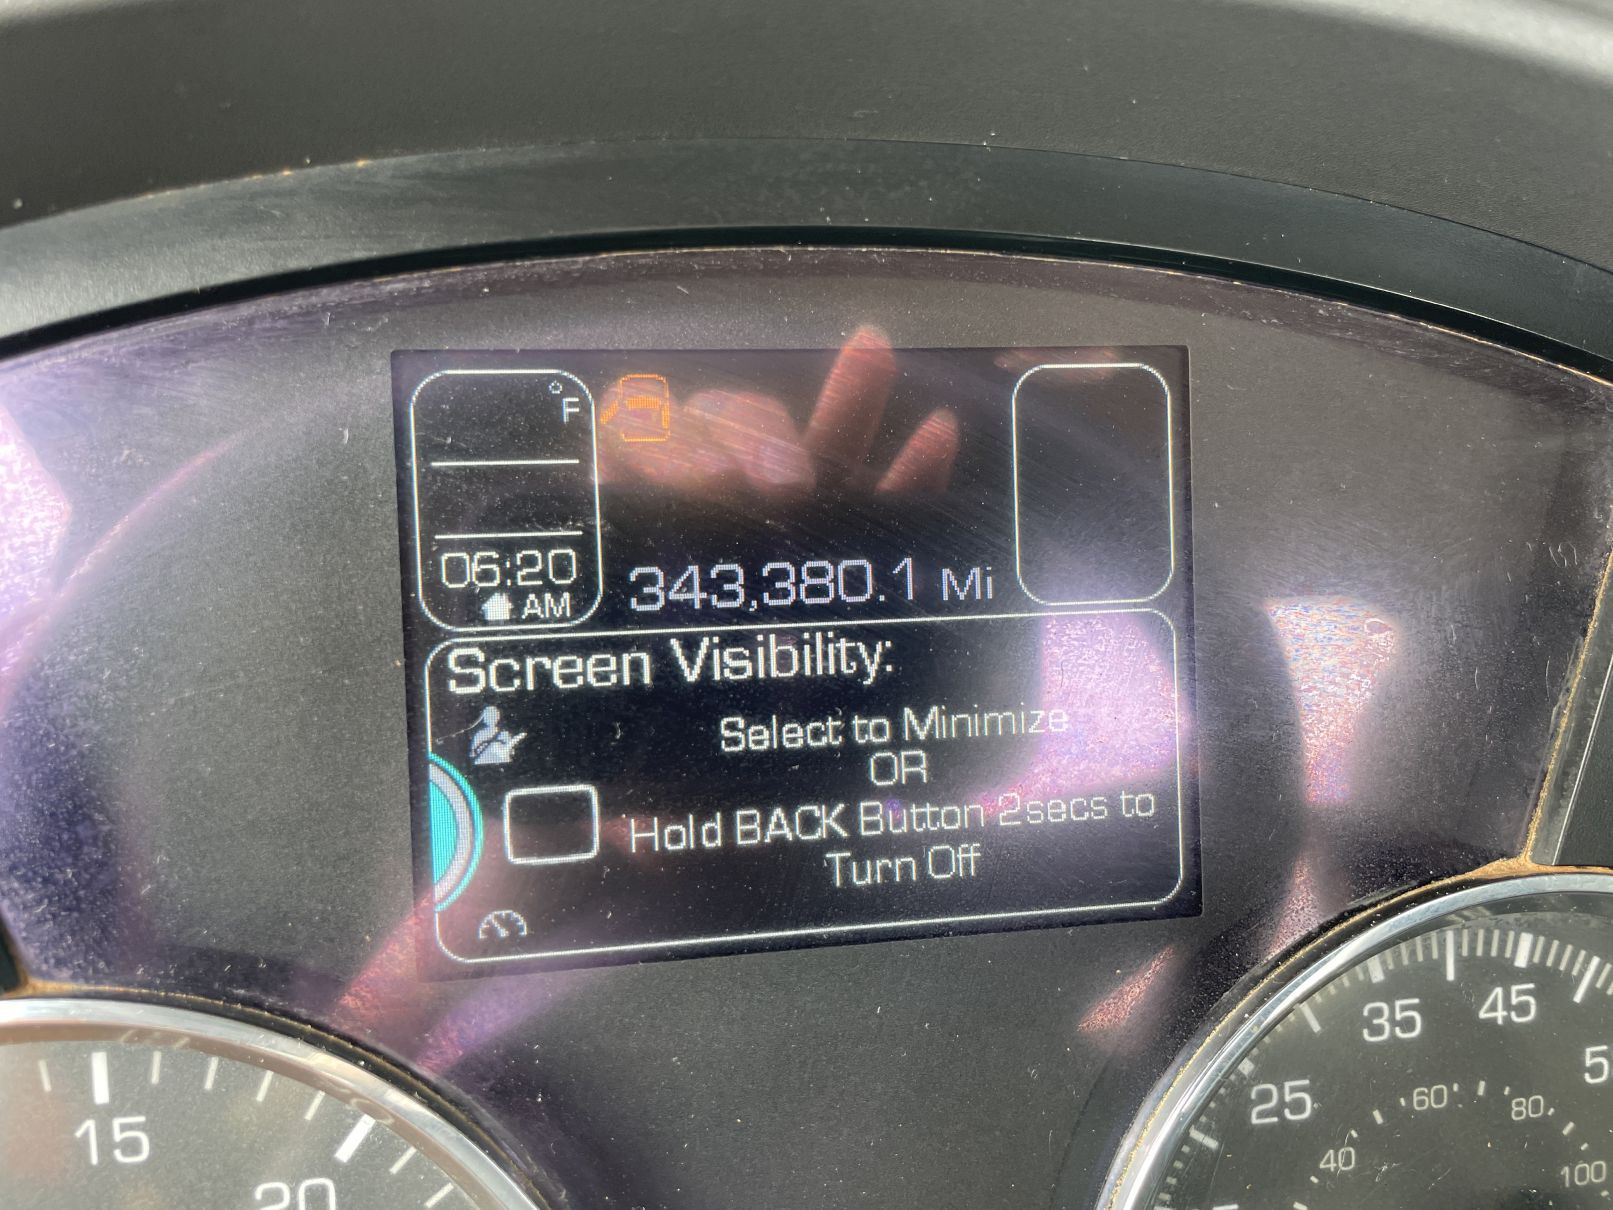 °F
06:20
AM
343,380.1 Mi
Screen Visibility:
Select to Minimize
OR
Hold BACK Button 2secs to
Turn Off
15
20
25
35
45
40
60
80
100